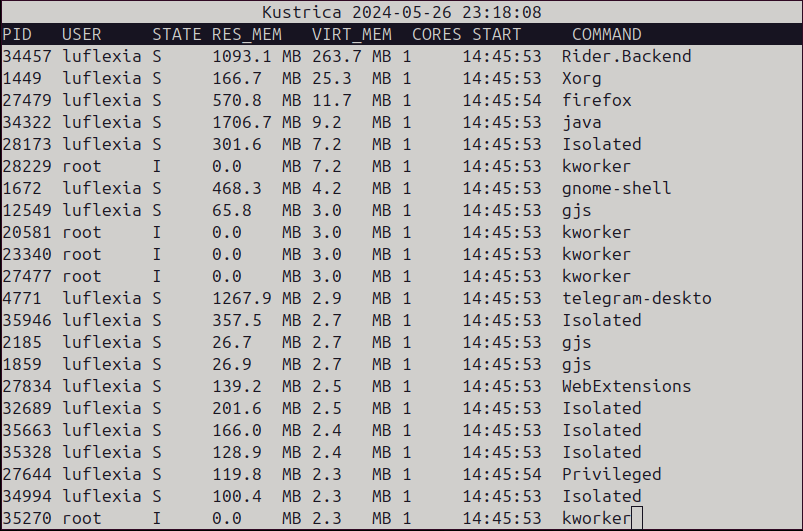 Kustrica 2024-05-26 23:18:08
PID USER STATE RES_MEM VIRT_MEM CORES START COMMAND
34457 luflexia S 1093.1 MB 263.7 MB 1 14:45:53 Rider.Backend
1449 luflexia S 166.7 MB 25.3 MB 1 14:45:53 Xorg
27479 luflexia S 570.8 MB 11.7 MB 1 14:45:54 firefox
34322 luflexia S 1706.7 MB 9.2 MB 1 14:45:53 java
28173 luflexia S 301.6 MB 7.2 MB 1 14:45:53 Isolated
28229 root I 0.0 MB 7.2 MB 1 14:45:53 kworker
1672 luflexia S 468.3 MB 4.2 MB 1 14:45:53 gnome-shell
12549 luflexia S 65.8 MB 3.0 MB 1 14:45:53 gjs
20581 root I 0.0 MB 3.0 MB 1 14:45:53 kworker
23340 root I 0.0 MB 3.0 MB 1 14:45:53 kworker
27477 root I 0.0 MB 3.0 MB 1 14:45:53 kworker
4771 luflexia S 1267.9 MB 2.9 MB 1 14:45:53 telegram-deskto
35946 luflexia S 357.5 MB 2.7 MB 1 14:45:53 Isolated
2185 luflexia S 26.7 MB 2.7 MB 1 14:45:53 gjs
1859 luflexia S 26.9 MB 2.7 MB 1 14:45:53 gjs
27834 luflexia S 139.2 MB 2.5 MB 1 14:45:53 WebExtensions
32689 luflexia S 201.6 MB 2.5 MB 1 14:45:53 Isolated
35663 luflexia S 166.0 MB 2.4 MB 1 14:45:53 Isolated
35328 luflexia S 128.9 MB 2.4 MB 1 14:45:53 Isolated
27644 luflexia S 119.8 MB 2.3 MB 1 14:45:54 Privileged
34994 luflexia S 100.4 MB 2.3 MB 1 14:45:53 Isolated
35270 root I 0.0 MB 2.3 MB 1 14:45:53 kworker